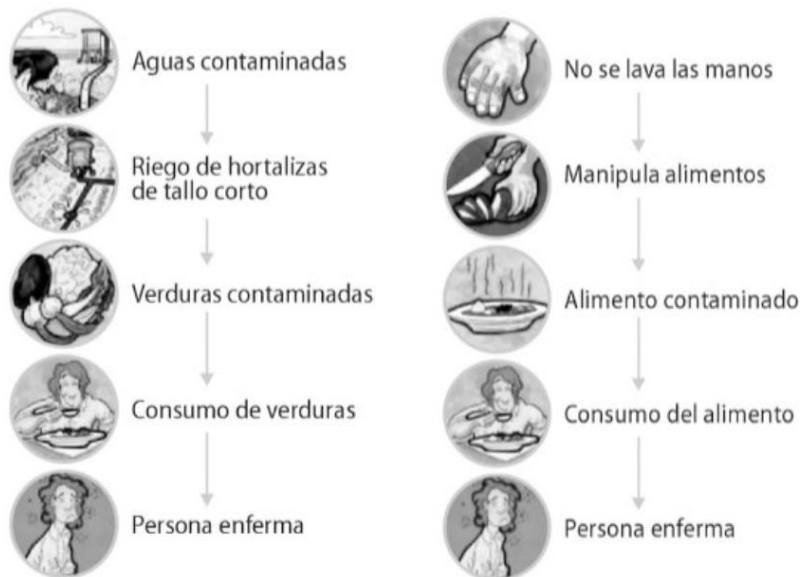 Aguas contaminadas
Riego de hortalizas
de tallo corto
Verduras contaminadas
Consumo de verduras
Persona enferma
No se lava las manos
Manipula alimentos
Alimento contaminado
Consumo del alimento
Persona enferma